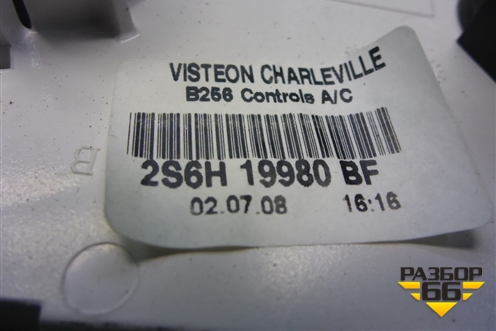 VISTEON CHARLEVILLE
B256 Controls A/C
2S6H 19980 BF
02.07.08 16:16
B
РАЗБОР
66